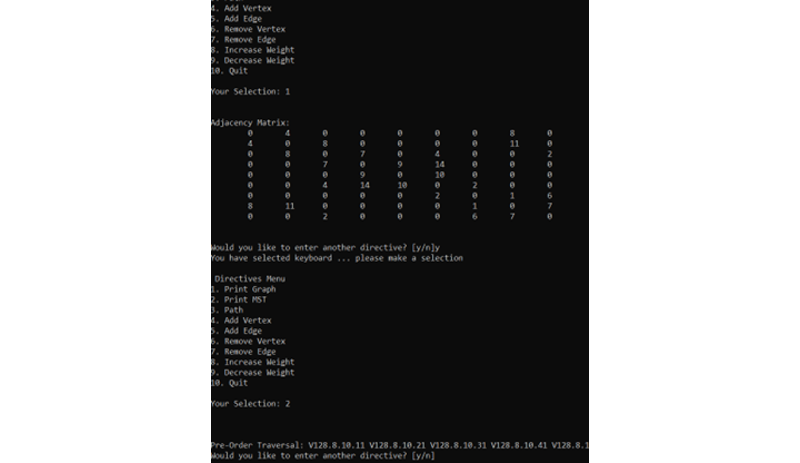 4. Add Vertex
5. Add Edge
6. Remove Vertex
7. Remove Edge
8. Increase Weight
9. Decrease Weight
10. Quit
Your Selection: 1
Adjacency Matrix:
0 4 0 0 0 0 0 8 0
4 0 8 0 0 0 0 11 0
0 8 0 7 0 4 0 0 2
0 0 7 0 9 14 0 0 0
0 0 0 9 0 10 0 0 0
0 0 4 14 10 0 2 0 0
0 0 0 0 0 2 0 1 6
8 11 0 0 0 0 1 0 7
0 0 2 0 0 0 6 7 0
Would you like to enter another directive? [y/n]y
You have selected keyboard ... please make a selection
Directives Menu
1. Print Graph
2. Print MST
3. Path
4. Add Vertex
5. Add Edge
6. Remove Vertex
7. Remove Edge
8. Increase Weight
9. Decrease Weight
10. Quit
Your Selection: 2
Pre-Order Traversal: V128.8.10.11 V128.8.10.21 V128.8.10.31 V128.8.10.41 V128.8.1
Would you like to enter another directive? [y/n]